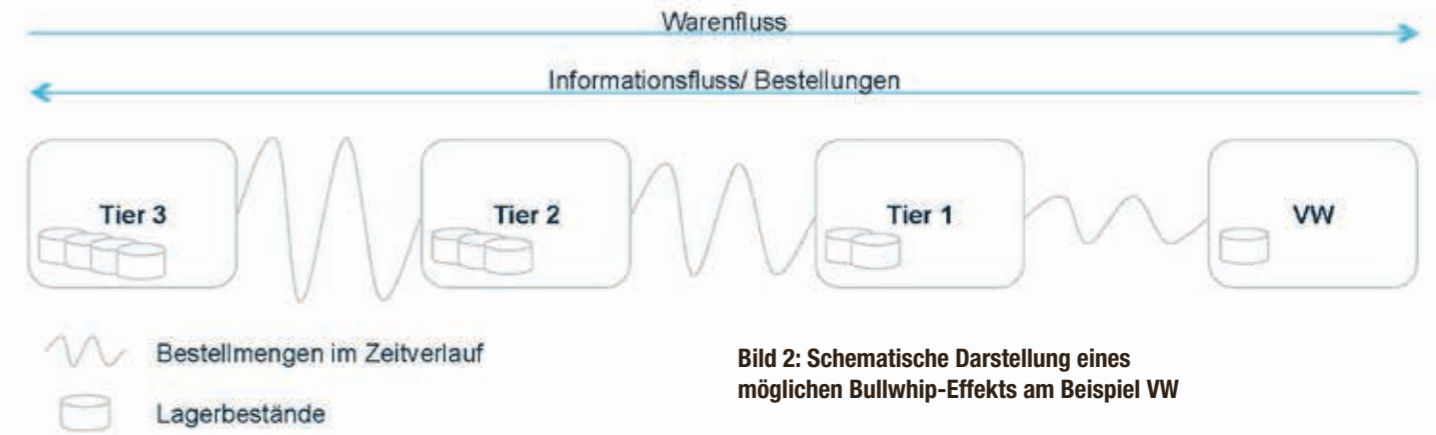 Warenfluss
Informationsfluss/ Bestellungen
Tier 3
Tier 2
Tier 1
VW
Bestellmengen im Zeitverlauf
Lagerbestände
Bild 2: Schematische Darstellung eines
möglichen Bullwhip-Effekts am Beispiel VW